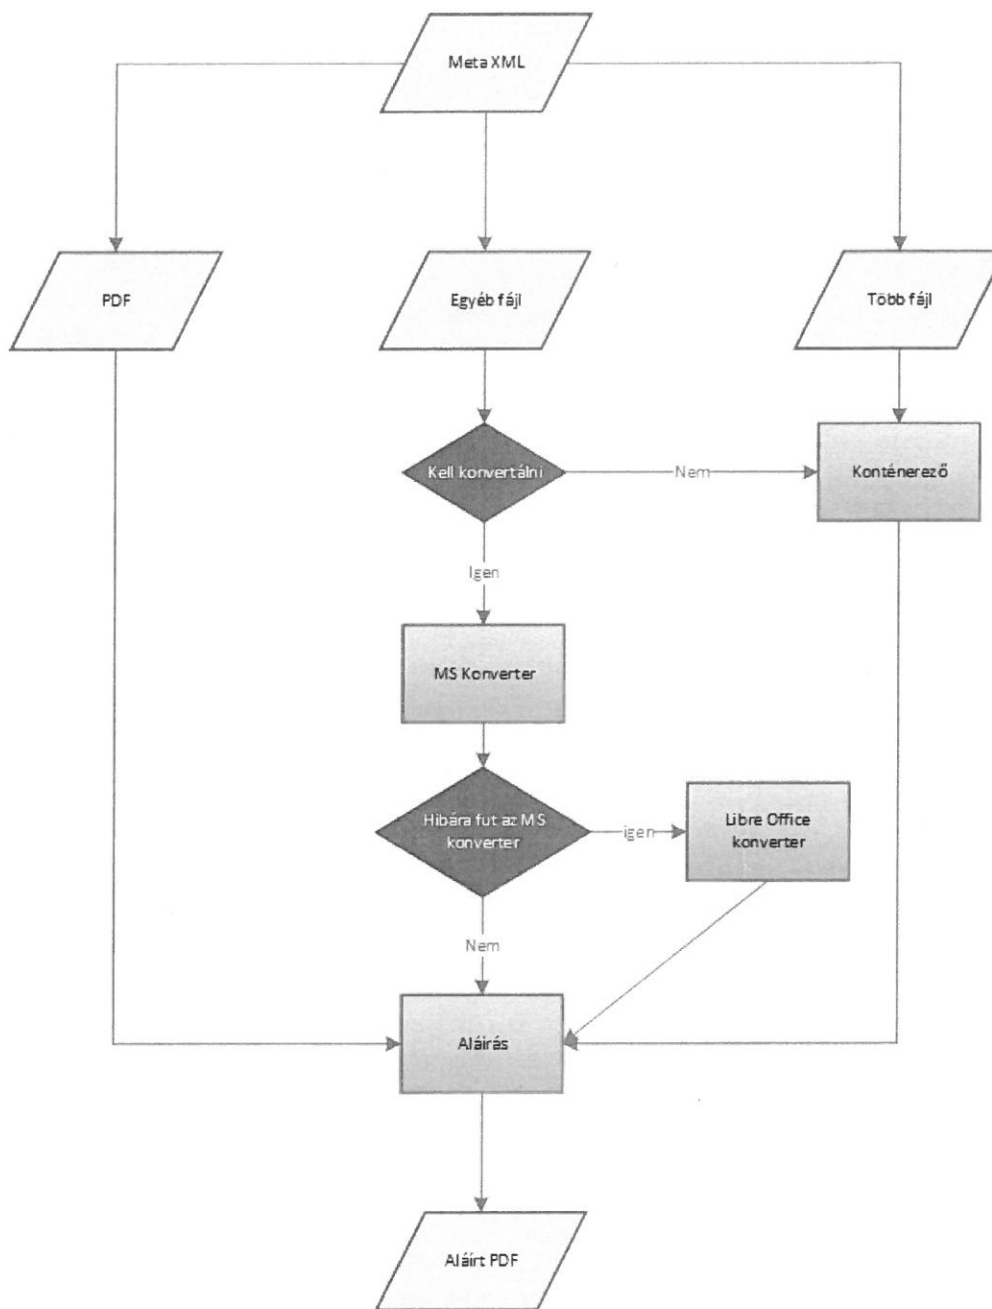 Meta XML
PDF
Egyéb fájl
Több fájl
Kell konvertálni
Nem
Konténerező
Igen
MS Konverter
Hibára fut az MS
konverter
igen
Libre Office
konverter
Nem
Aláírás
Aláírt PDF